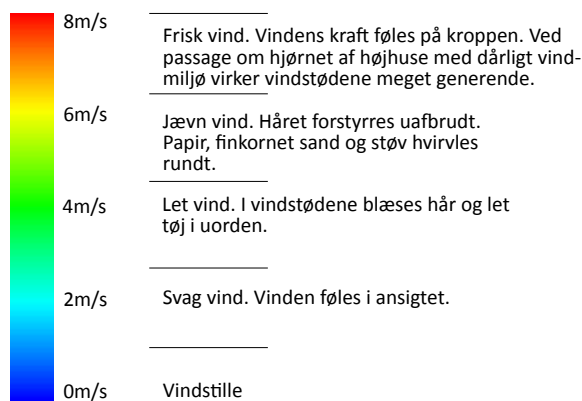 8m/s
Frisk vind. Vindens kraft føles på kroppen. Ved
passage om hjørnet af højhuse med dårligt vind-
miljø virker vindstødene meget generende.
6m/s
Jævn vind. Håret forstyrres uafbrudt.
Papir, finkornet sand og støv hvirvles
rundt.
4m/s
Let vind. I vindstødene blæses hår og let
tøj i uorden.
2m/s
Svag vind. Vinden føles i ansigtet.
0m/s
Vindstille